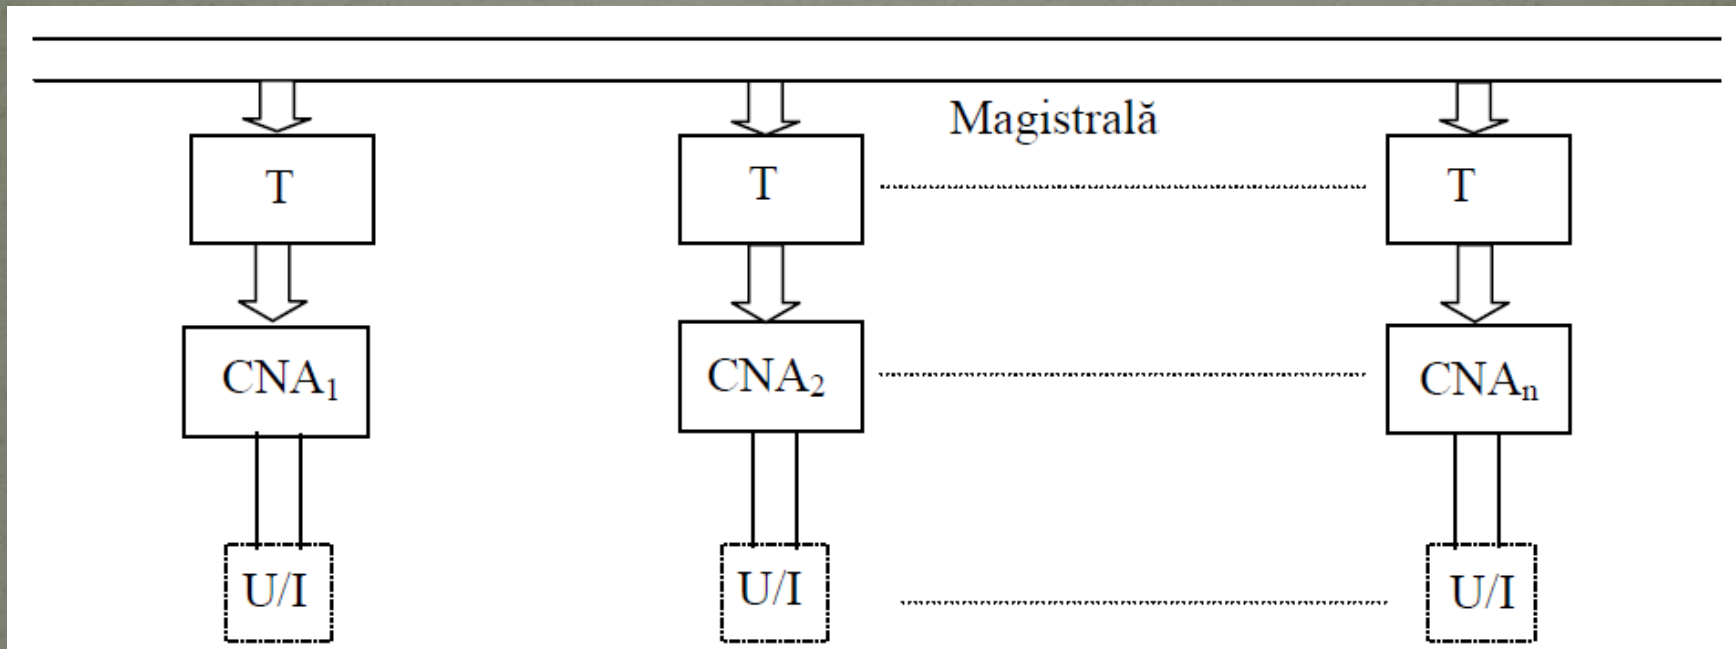 Magistrală
T T T
CNA₁ CNA₂ CNAₙ
U/I U/I U/I